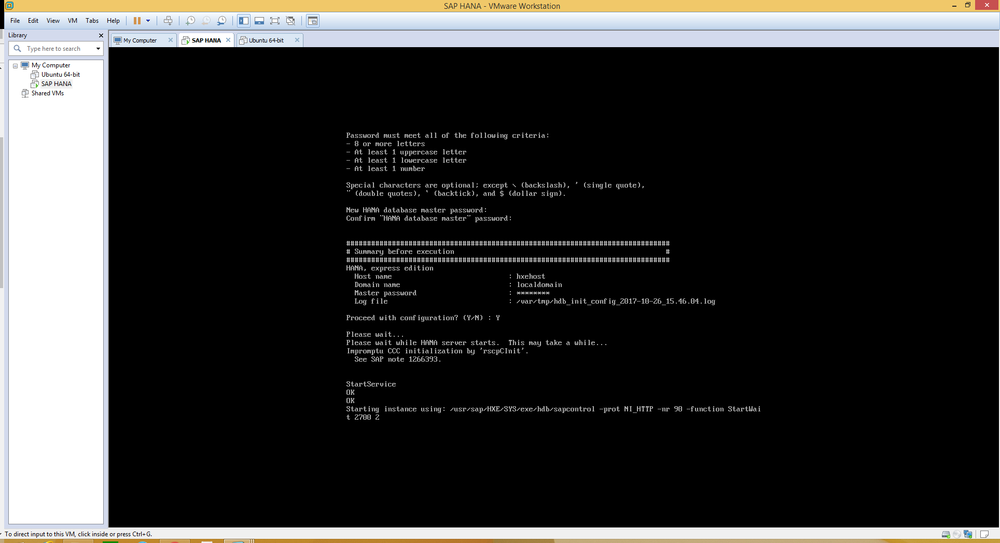 SAP HANA - VMware Workstation
File Edit View VM Tabs Help
Library
My Computer
SAP HANA
Ubuntu 64-bit
Type here to search
My Computer
Ubuntu 64-bit
SAP HANA
Shared VMs
Password must meet all of the following criteria:
- 8 or more letters
- At least 1 uppercase letter
- At least 1 lowercase letter
- At least 1 number
Special characters are optional; except \ (backslash), ' (single quote),
" (double quotes), ` (backtick), and $ (dollar sign).
New HANA database master password:
Confirm "HANA database master" password:
##############################################################################
# Summary before execution #
##############################################################################
HANA, express edition
Host name : hxehost
Domain name : localdomain
Master password : ********
Log file : /var/tmp/hdb_init_config_2017-10-26_15.46.04.log
Proceed with configuration? (Y/N) : Y
Please wait...
Please wait while HANA server starts.  This may take a while...
Impromptu CCC initialization by 'rscpCInit'.
See SAP note 1266393.
StartService
OK
OK
Starting instance using: /usr/sap/HXE/SYS/exe/hdb/sapcontrol -prot NI_HTTP -nr 90 -function StartWai
t 2700 2
To direct input to this VM, click inside or press Ctrl+G.